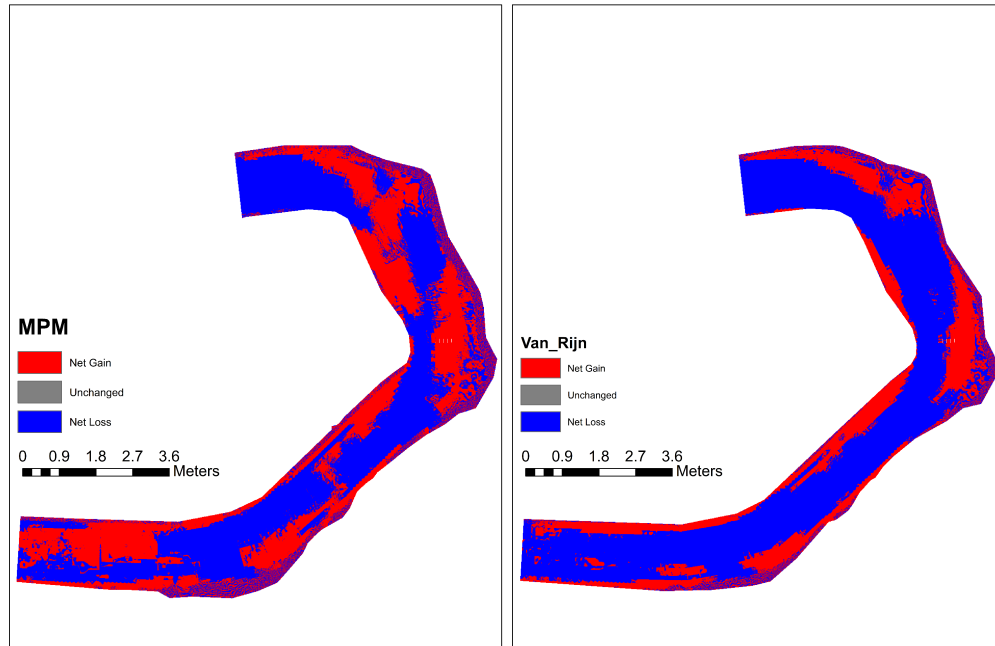 MPM
Net Gain
Unchanged
Net Loss
0 0.9 1.8 2.7 3.6
Meters
Van_Rijn
Net Gain
Unchanged
Net Loss
0 0.9 1.8 2.7 3.6
Meters